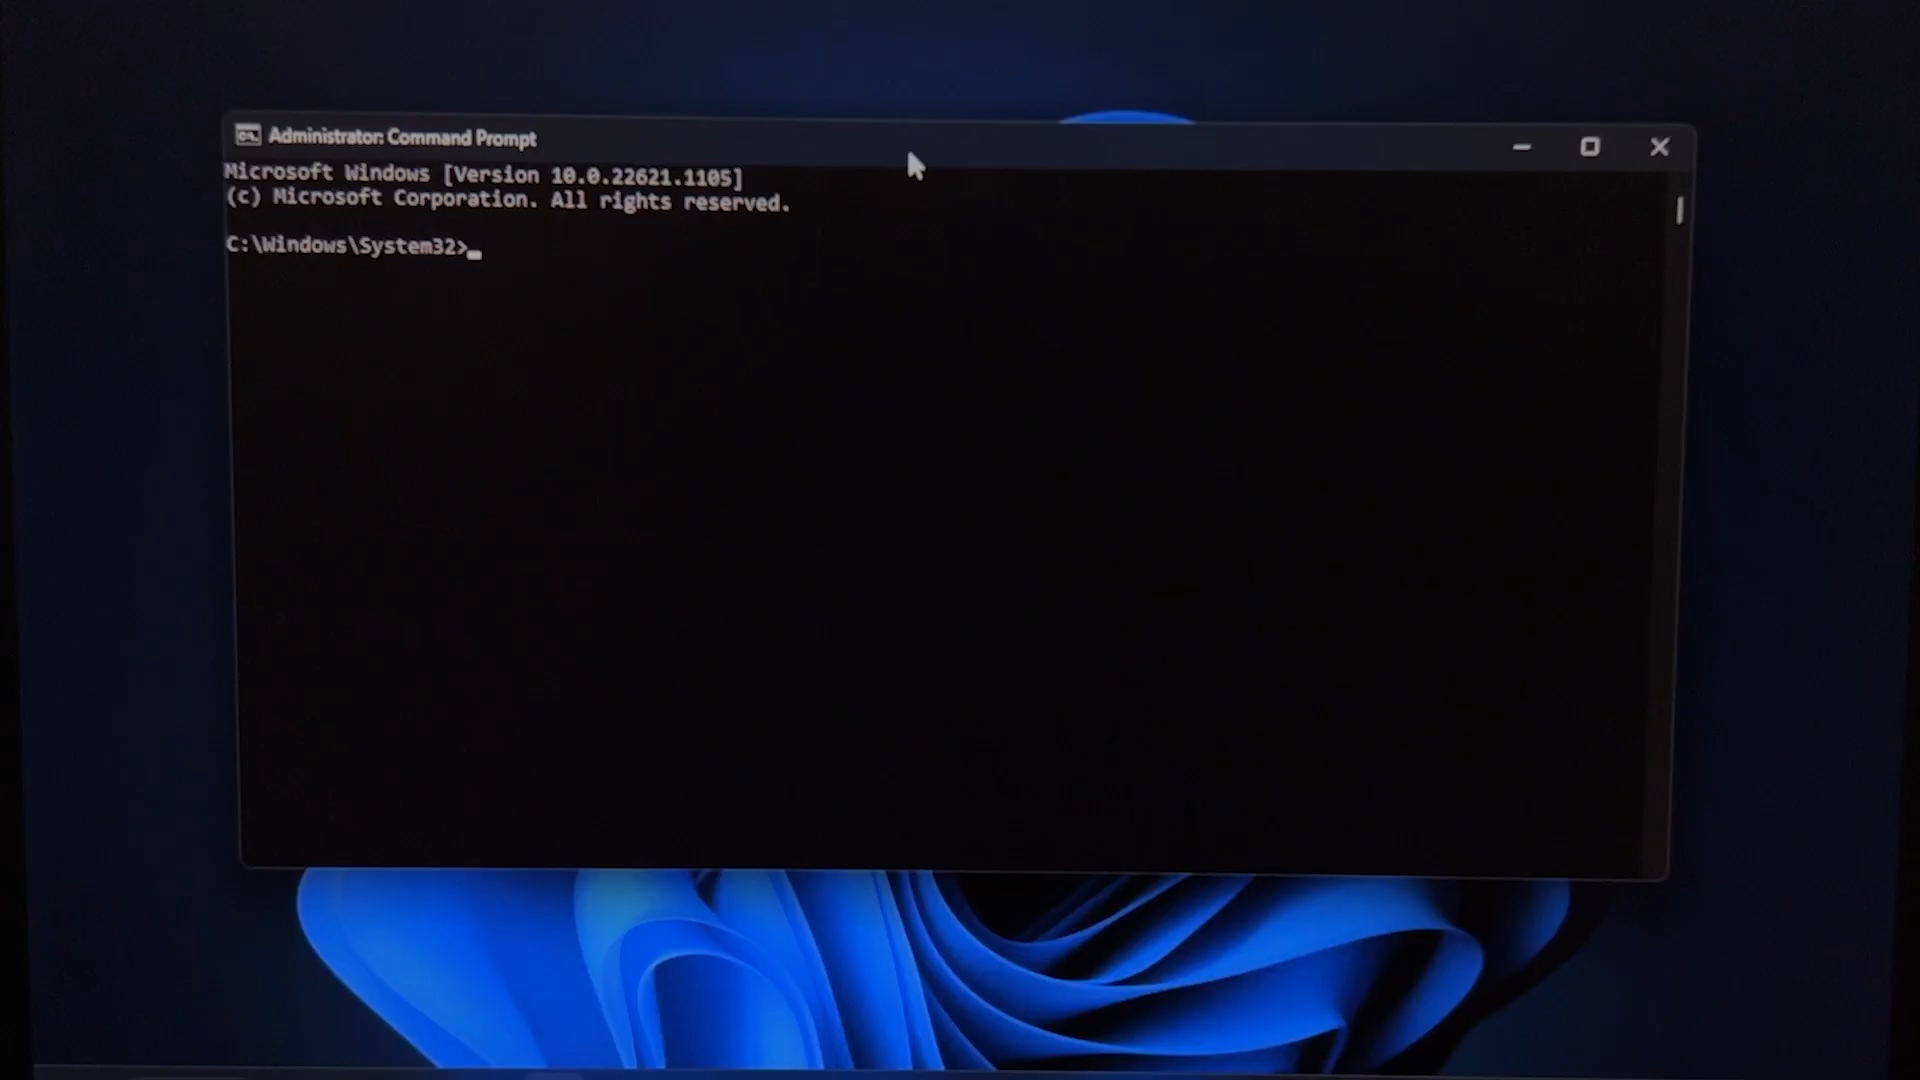 Administrator: Command Prompt
Microsoft Windows [Version 10.0.22621.1105]
(c) Microsoft Corporation. All rights reserved.
C:\Windows\System32>